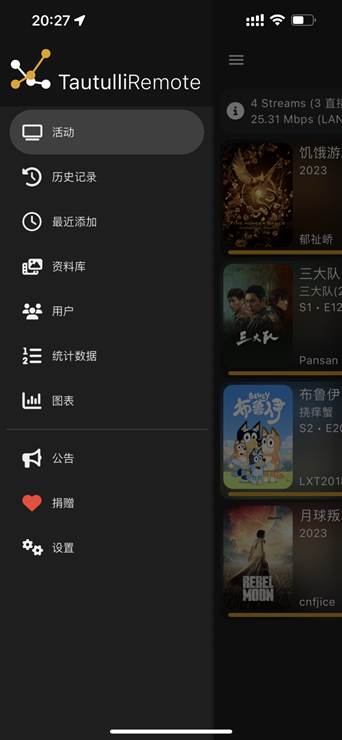 20:27
TautulliRemote
活动
历史记录
最近添加
资料库
用户
统计数据
图表
公告
捐赠
设置
4 Streams (3 直
25.31 Mbps (LAN
饥饿游
2023
郁祉峤
三大队
三大队(2
S1 • E12
Pansan
三大队
布鲁伊
挠痒蟹
S2 • E20
LXT2018
BLUEY
布鲁伊
月球叛
2023
cnfjice
REBEL
MOON